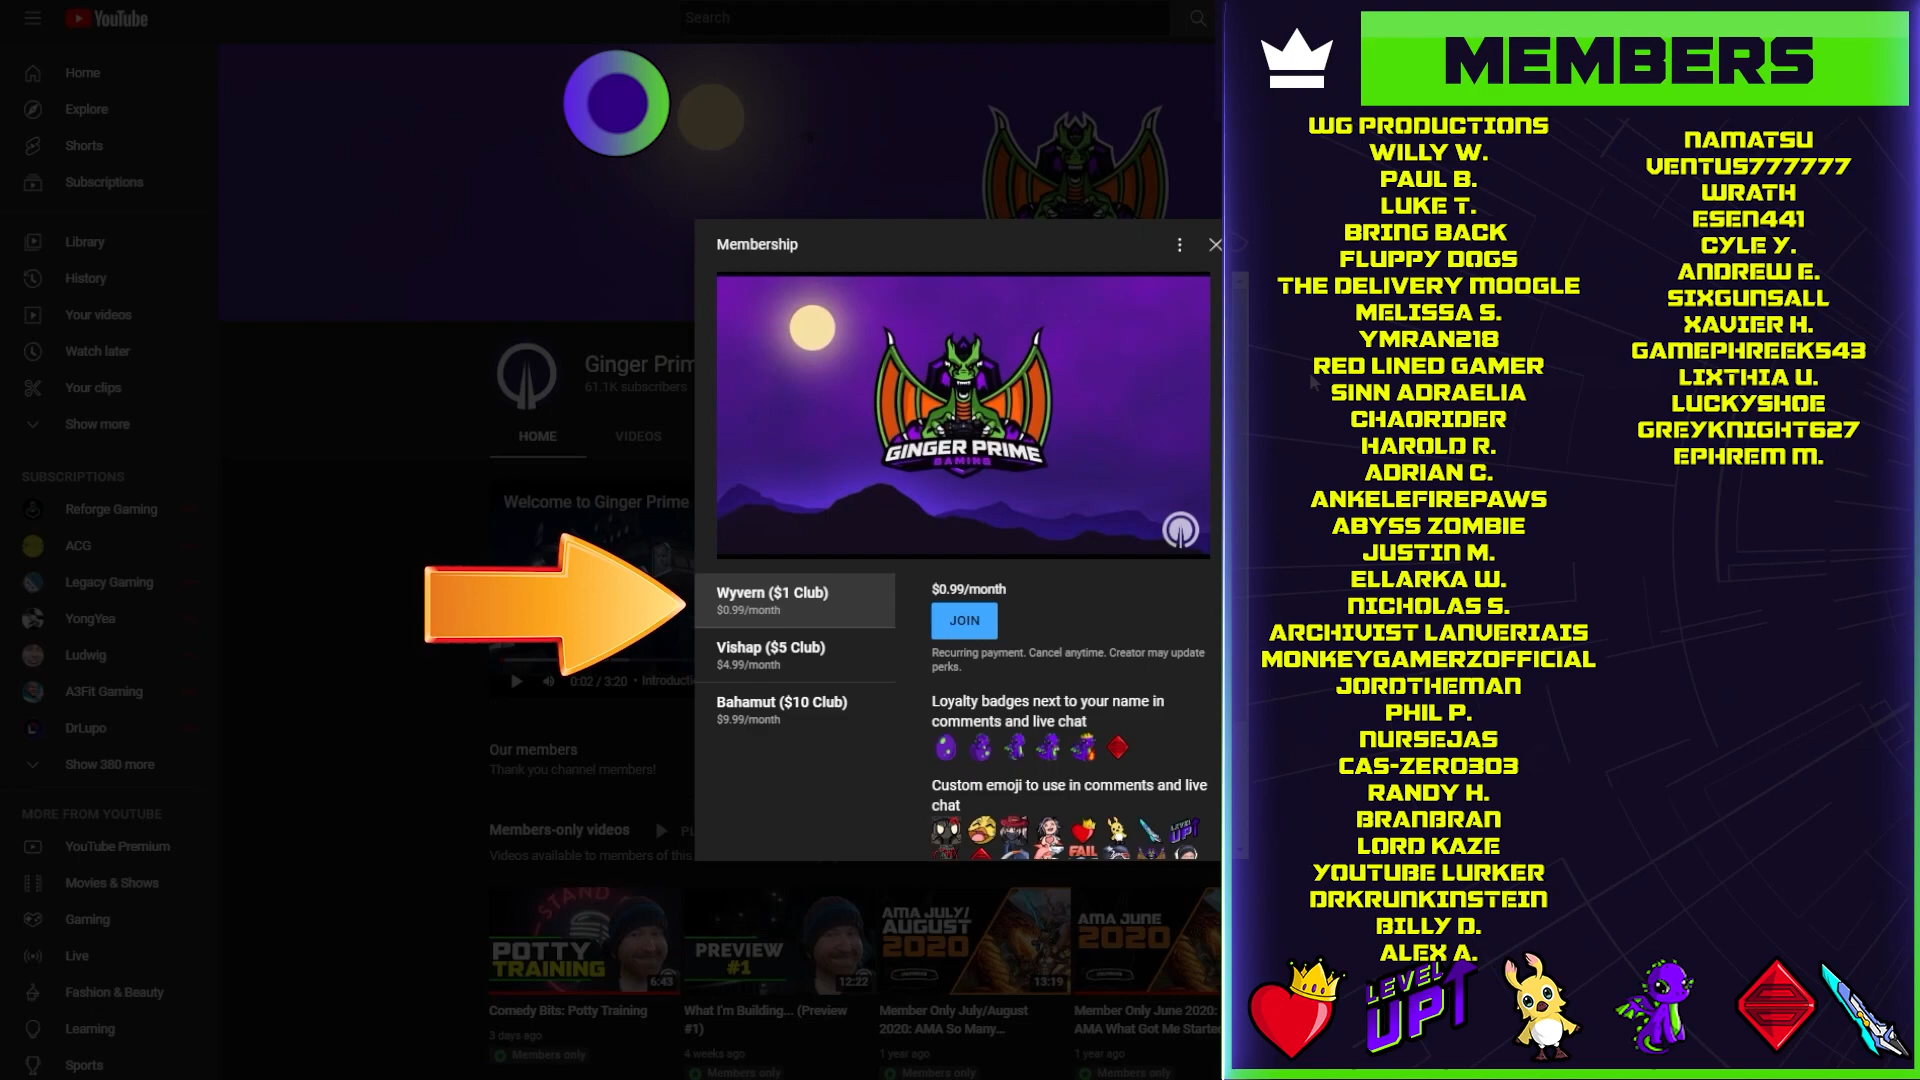 YouTube
Search
Home
Explore
Shorts
Subscriptions
Library
History
Your videos
Watch later
Your clips
Show more
SUBSCRIPTIONS
Reforge Gaming
ACG
Legacy Gaming
YongYea
Ludwig
A3Fit Gaming
DrLupo
Show 380 more
MORE FROM YOUTUBE
YouTube Premium
Movies & Shows
Gaming
Live
Fashion & Beauty
Learning
Sports
Ginger Prim
61.1K subscribers
HOME
VIDEOS
Welcome to Ginger Prime
0:02 / 3:20 • Introducti
Our members
Thank you channel members!
Members-only videos
PL
Videos available to members of this
STAND
POTTY
TRAINING
6:43
Comedy Bits: Potty Training
3 days ago
Members only
PREVIEW
#1
12:22
What I'm Building... (Preview
#1)
4 weeks ago
Members only
AMA JULY/
AUGUST
2020
13:19
Member Only July/August
2020: AMA So Many...
1 year ago
Members only
AMA JUNE
2020
Member Only June 2020:
AMA What Got Me Starte
1 year ago
Members only
Membership
GINGER PRIME
GAMING
Wyvern ($1 Club)
$0.99/month
Vishap ($5 Club)
$4.99/month
Bahamut ($10 Club)
$9.99/month
$0.99/month
JOIN
Recurring payment. Cancel anytime. Creator may update
perks.
Loyalty badges next to your name in
comments and live chat
Custom emoji to use in comments and live
chat
LEVEL
UP
FAIL
MEMBERS
WG PRODUCTIONS
WILLY W.
PAUL B.
LUKE T.
BRING BACK
FLUPPY DOGS
THE DELIVERY MOOGLE
MELISSA S.
YMRAN218
RED LINED GAMER
SINN ADRAELIA
CHAORIDER
HAROLD R.
ADRIAN C.
ANKELEFIREPAWS
ABYSS ZOMBIE
JUSTIN M.
ELLARKA W.
NICHOLAS S.
ARCHIVIST LANVERIAIS
MONKEYGAMERZOFFICIAL
JORDTHEMAN
PHIL P.
NURSEJAS
CAS-ZERO303
RANDY H.
BRANBRAN
LORD KAZE
YOUTUBE LURKER
DRKRUNKINSTEIN
BILLY D.
ALEX A.
NAMATSU
VENTUS777777
WRATH
ESEN441
CYLE Y.
ANDREW E.
SIXGUNSALL
XAVIER H.
GAMEPHREEK543
LIXTHIA U.
LUCKYSHOE
GREYKNIGHT627
EPHREM M.
LEVEL
UP